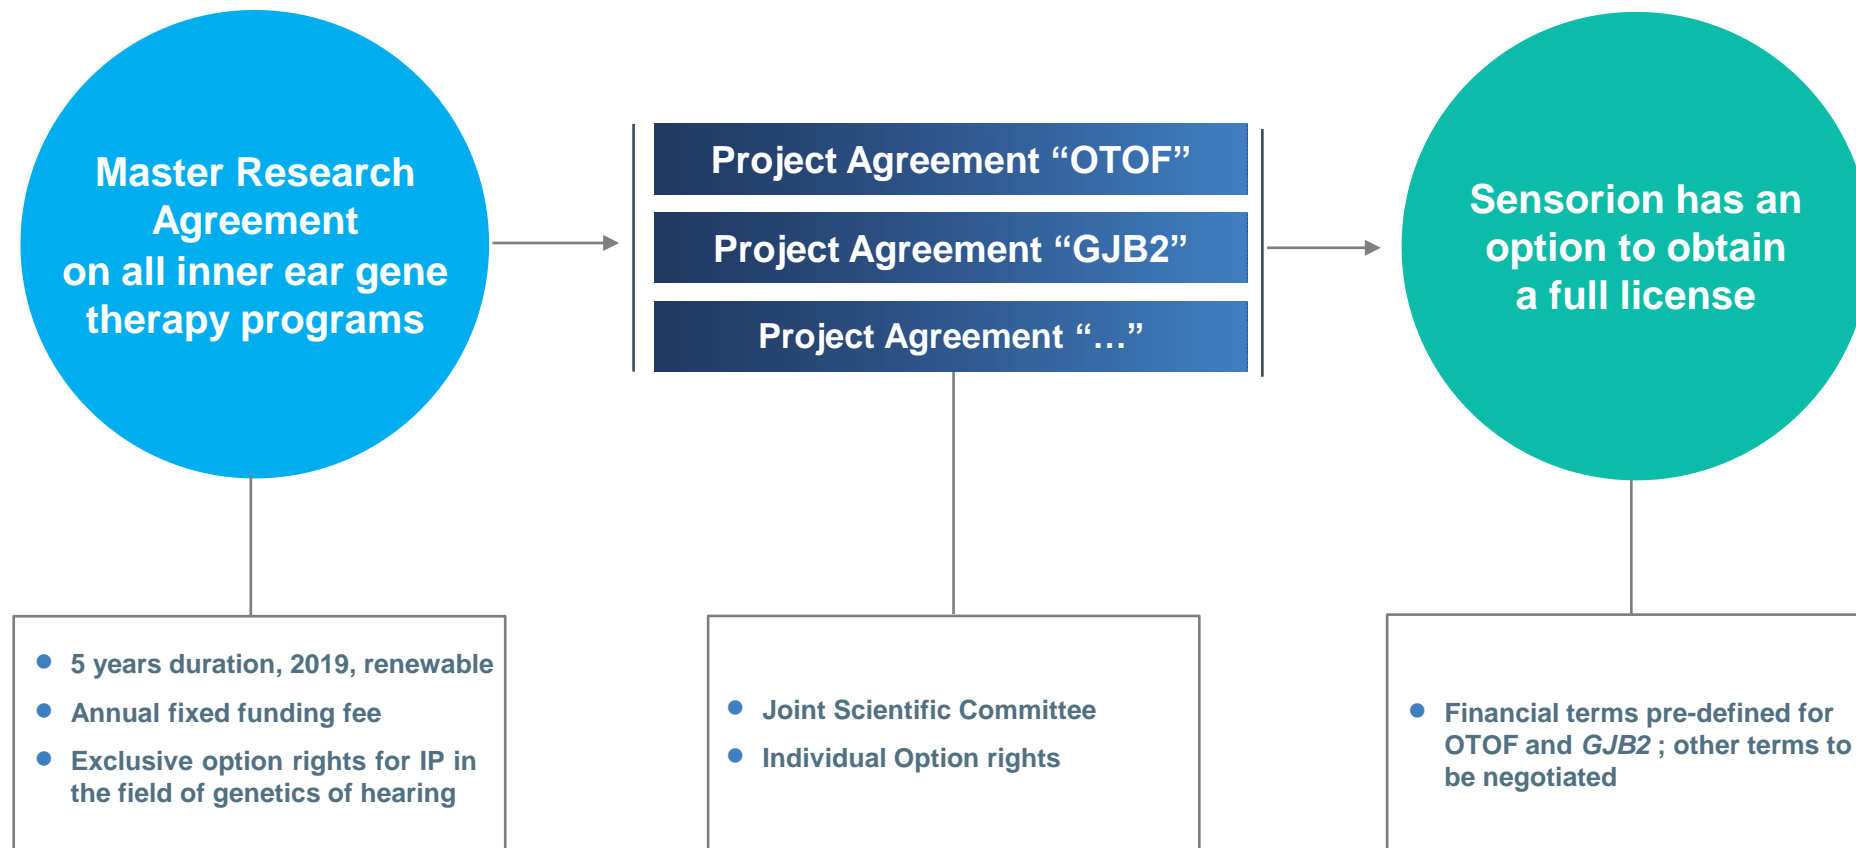 Master Research
Agreement
on all inner ear gene
therapy programs
Project Agreement “OTOF”
Project Agreement “GJB2”
Project Agreement “…”
Sensorion has an
option to obtain
a full license
• 5 years duration, 2019, renewable
• Annual fixed funding fee
• Exclusive option rights for IP in
the field of genetics of hearing
• Joint Scientific Committee
• Individual Option rights
• Financial terms pre-defined for
OTOF and GJB2 ; other terms to
be negotiated